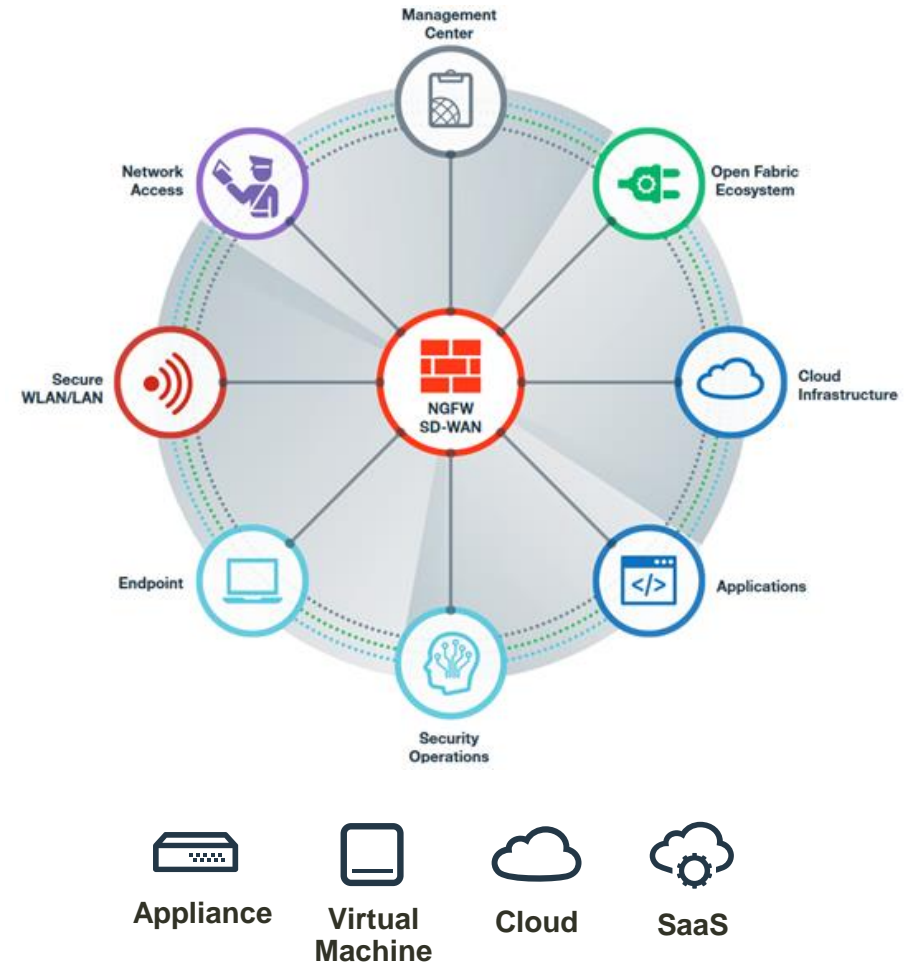 Management
Center
Network
Access
Open Fabric
Ecosystem
Secure
WLAN/LAN
NGFW
SD-WAN
Cloud
Infrastructure
Endpoint
</>
Applications
Security
Operations
Appliance
Virtual
Machine
Cloud
SaaS